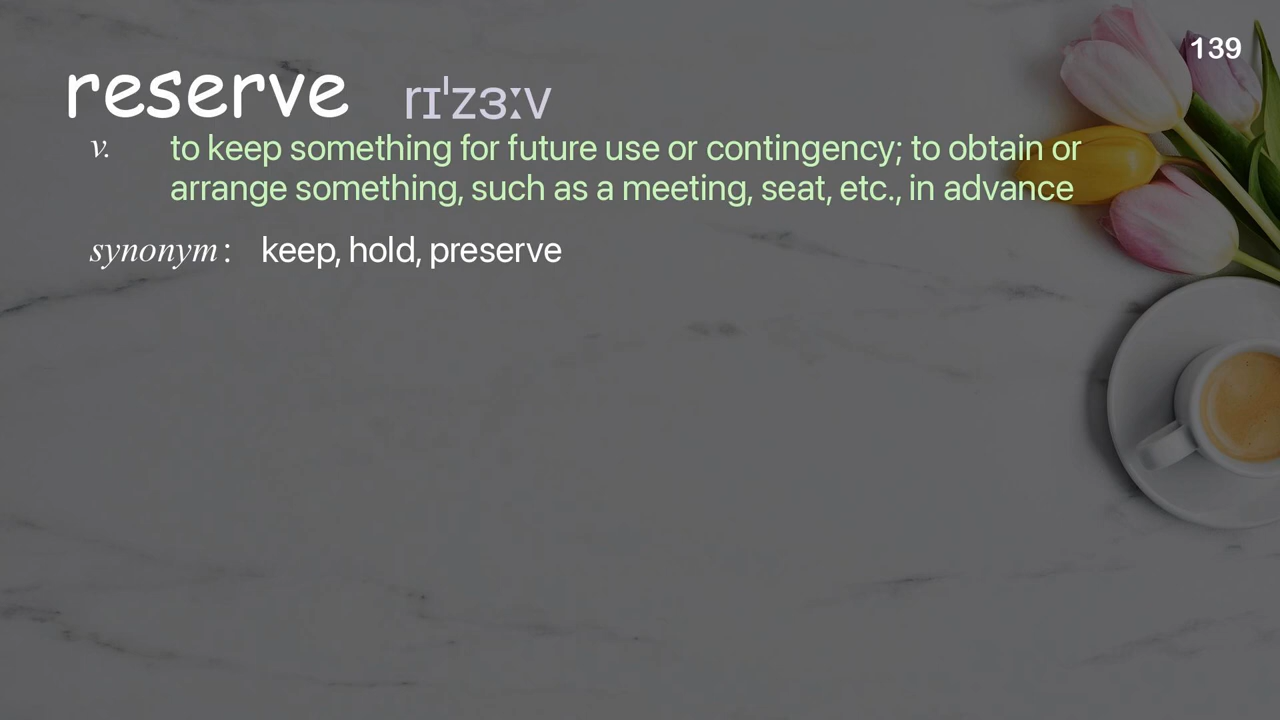 139
reserve rɪˈzɜːv
v. to keep something for future use or contingency; to obtain or
arrange something, such as a meeting, seat, etc., in advance
synonym: keep, hold, preserve